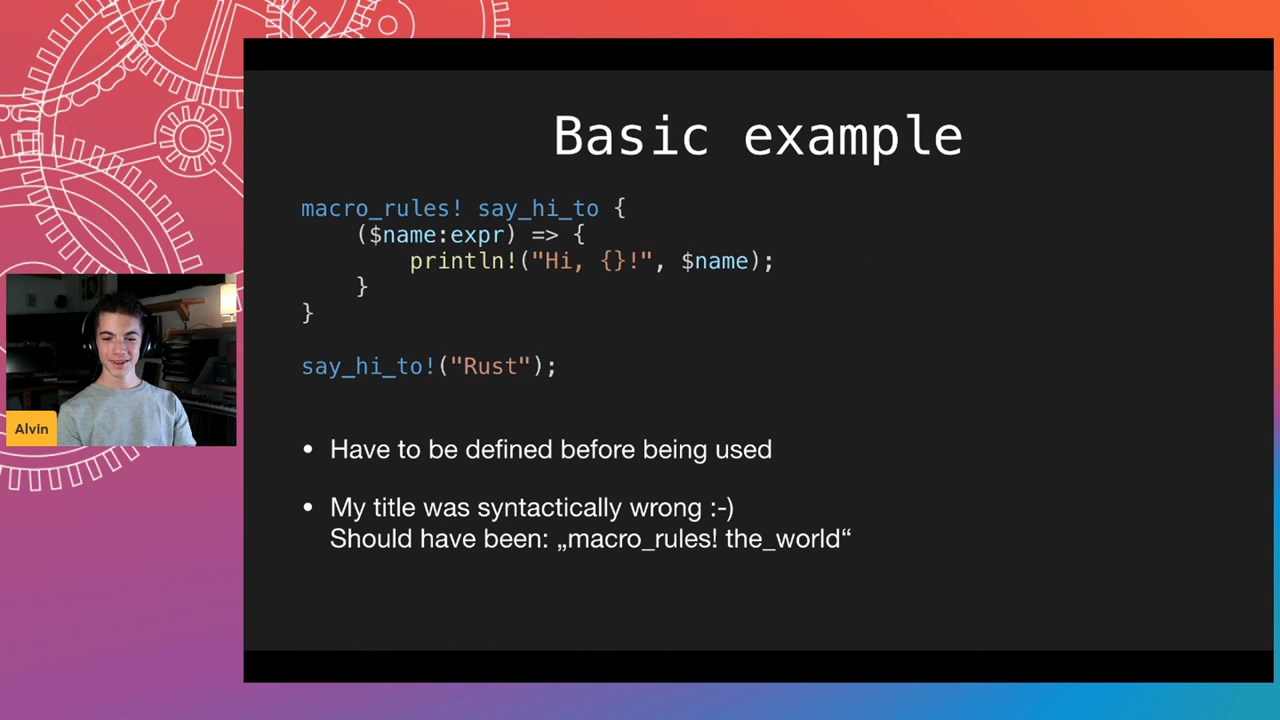 Basic example
macro_rules! say_hi_to {
    ($name:expr) => {
        println!("Hi, {}!", $name);
    }
}
say_hi_to!("Rust");
• Have to be defined before being used
• My title was syntactically wrong :-)
Should have been: „macro_rules! the_world“
Alvin